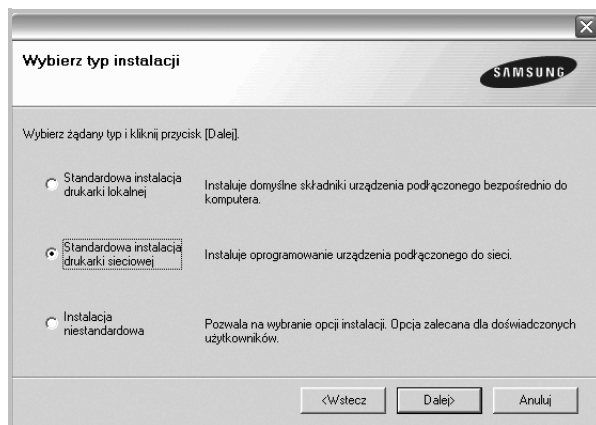 Wybierz typ instalacji
SAMSUNG
Wybierz żądany typ i kliknij przycisk [Dalej].
Standardowa instalacja
drukarki lokalnej
Instaluje domyślne składniki urządzenia podłączonego bezpośrednio do
komputera.
Standardowa instalacja
drukarki sieciowej
Instaluje oprogramowanie urządzenia podłączonego do sieci.
Instalacja
niestandardowa
Pozwala na wybranie opcji instalacji. Opcja zalecana dla doświadczonych
użytkowników.
<Wstecz
Dalej>
Anuluj